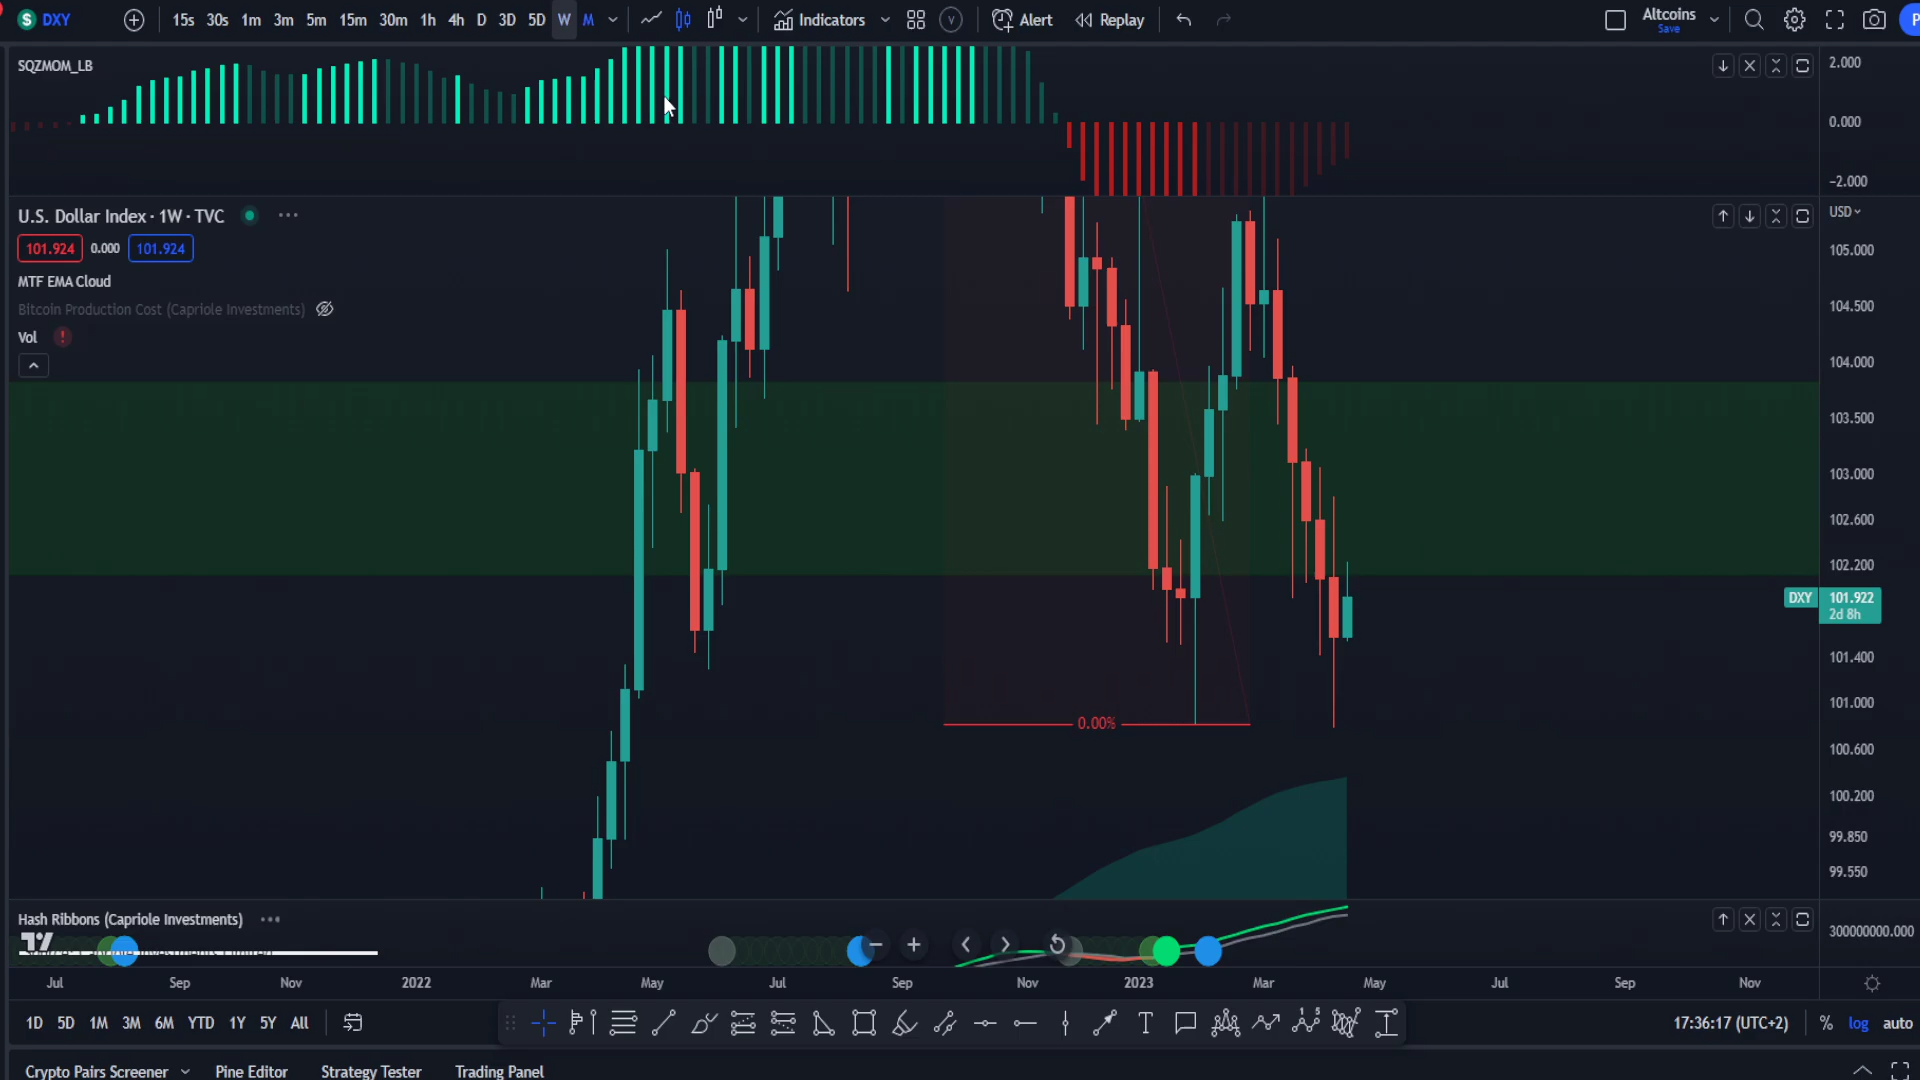 DXY 15s 30s 1m 3m 5m 15m 30m 1h 4h D 3D 5D W M Indicators Alert Replay Altcoins
Save
SQZMOM_LB
2.000
0.000
−2.000
U.S. Dollar Index · 1W · TVC
USD
101.924 0.000 101.924
MTF EMA Cloud
Bitcoin Production Cost (Capriole Investments)
Vol !
105.000
104.500
104.000
103.500
103.000
102.600
102.200
DXY 101.922
2d 8h
101.400
101.000
0.00%
100.600
100.200
99.850
99.550
Hash Ribbons (Capriole Investments)
300000000.000
Jul Sep Nov 2022 Mar May Jul Sep Nov 2023 Mar May Jul Sep Nov
1D 5D 1M 3M 6M YTD 1Y 5Y All 17:36:17 (UTC+2) % log auto
Crypto Pairs Screener Pine Editor Strategy Tester Trading Panel